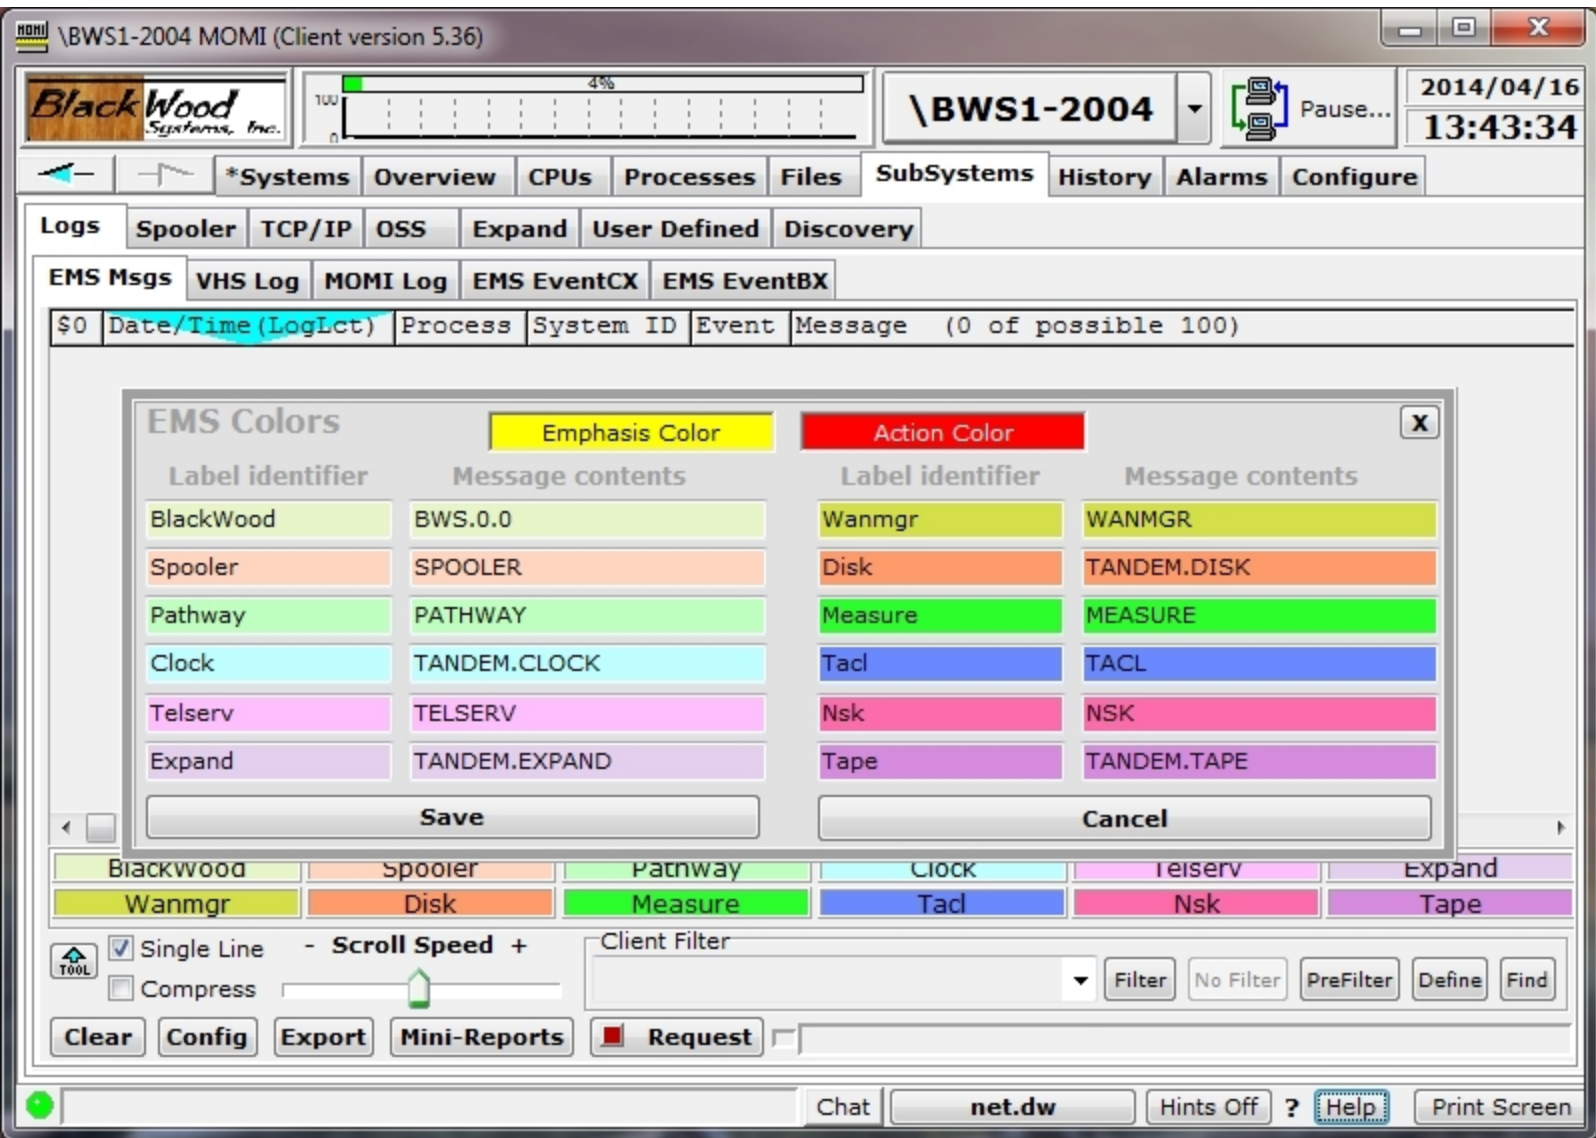 MOMI \BWS1-2004 MOMI (Client version 5.36)
BlackWood Systems, Inc.
4%
100
0
\BWS1-2004
Pause...
2014/04/16
13:43:34
*Systems Overview CPUs Processes Files SubSystems History Alarms Configure
Logs Spooler TCP/IP OSS Expand User Defined Discovery
EMS Msgs VHS Log MOMI Log EMS EventCX EMS EventBX
$0 Date/Time(LogLct) Process System ID Event Message (0 of possible 100)
EMS Colors Emphasis Color Action Color X
Label identifier Message contents Label identifier Message contents
BlackWood BWS.0.0 Wanmgr WANMGR
Spooler SPOOLER Disk TANDEM.DISK
Pathway PATHWAY Measure MEASURE
Clock TANDEM.CLOCK Tacl TACL
Telserv TELSERV Nsk NSK
Expand TANDEM.EXPAND Tape TANDEM.TAPE
Save Cancel
BlackWood Spooler Pathway Clock Telserv Expand
Wanmgr Disk Measure Tacl Nsk Tape
TOOL Single Line - Scroll Speed + Client Filter
Compress Filter No Filter PreFilter Define Find
Clear Config Export Mini-Reports Request
Chat net.dw Hints Off ? Help Print Screen